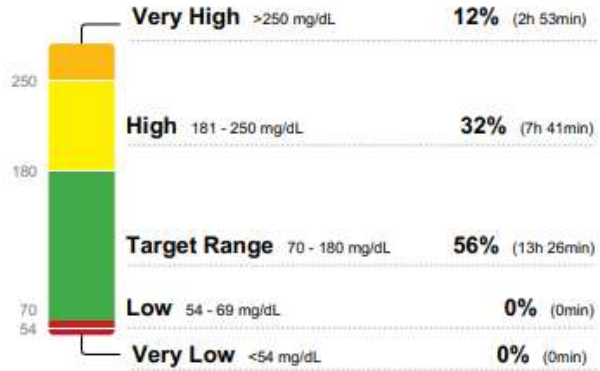 Very High >250 mg/dL 12% (2h 53min)
250
High 181 - 250 mg/dL 32% (7h 41min)
180
Target Range 70 - 180 mg/dL 56% (13h 26min)
70
Low 54 - 69 mg/dL 0% (0min)
54
Very Low <54 mg/dL 0% (0min)